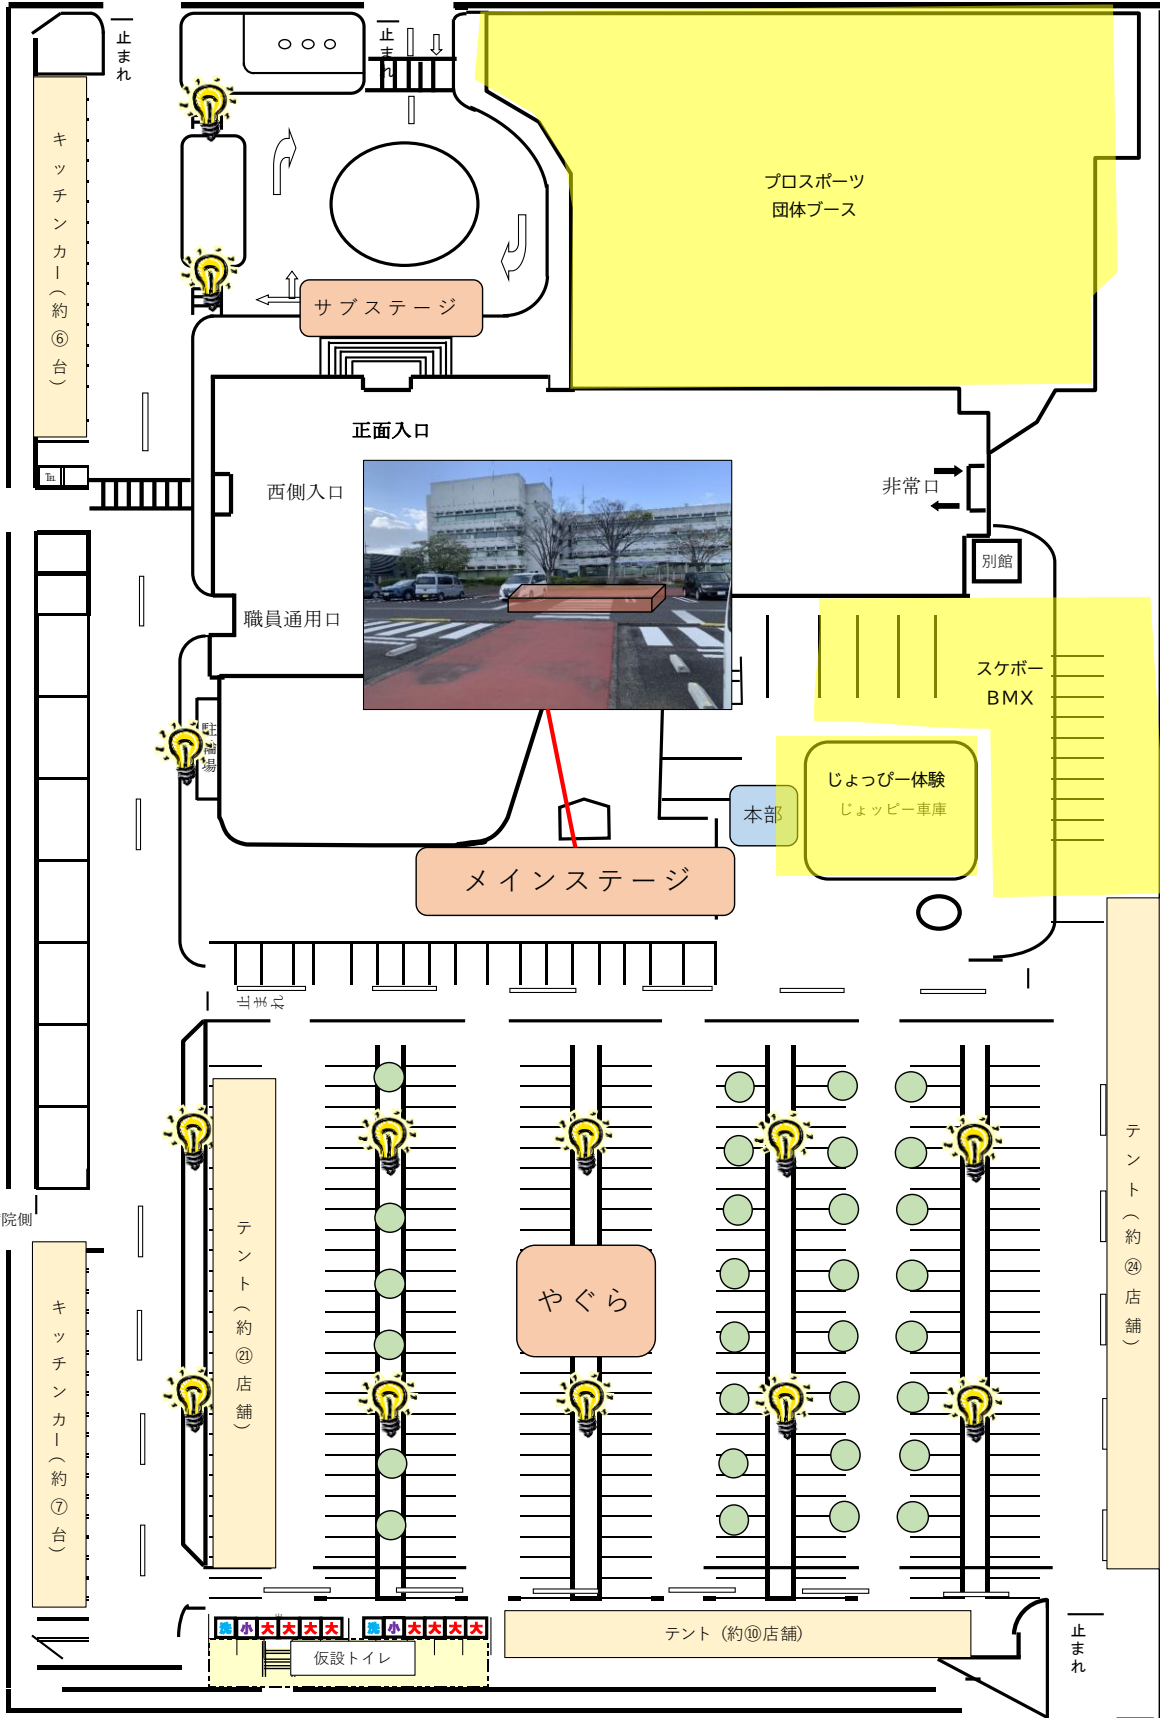 止まれ
止まれ
キッチンカー(約⑥台)
プロスポーツ
団体ブース
サブステージ
正面入口
TEL
西側入口
非常口
別館
職員通用口
スケボー
BMX
駐輪場
じょっぴー体験
じょッピー車庫
本部
メインステージ
止まれ
院側
テント(約㉑店舗)
やぐら
テント(約㉔店舗)
キッチンカー(約⑦台)
洗小大大大大
洗小大大大大
仮設トイレ
テント(約⑩店舗)
止まれ